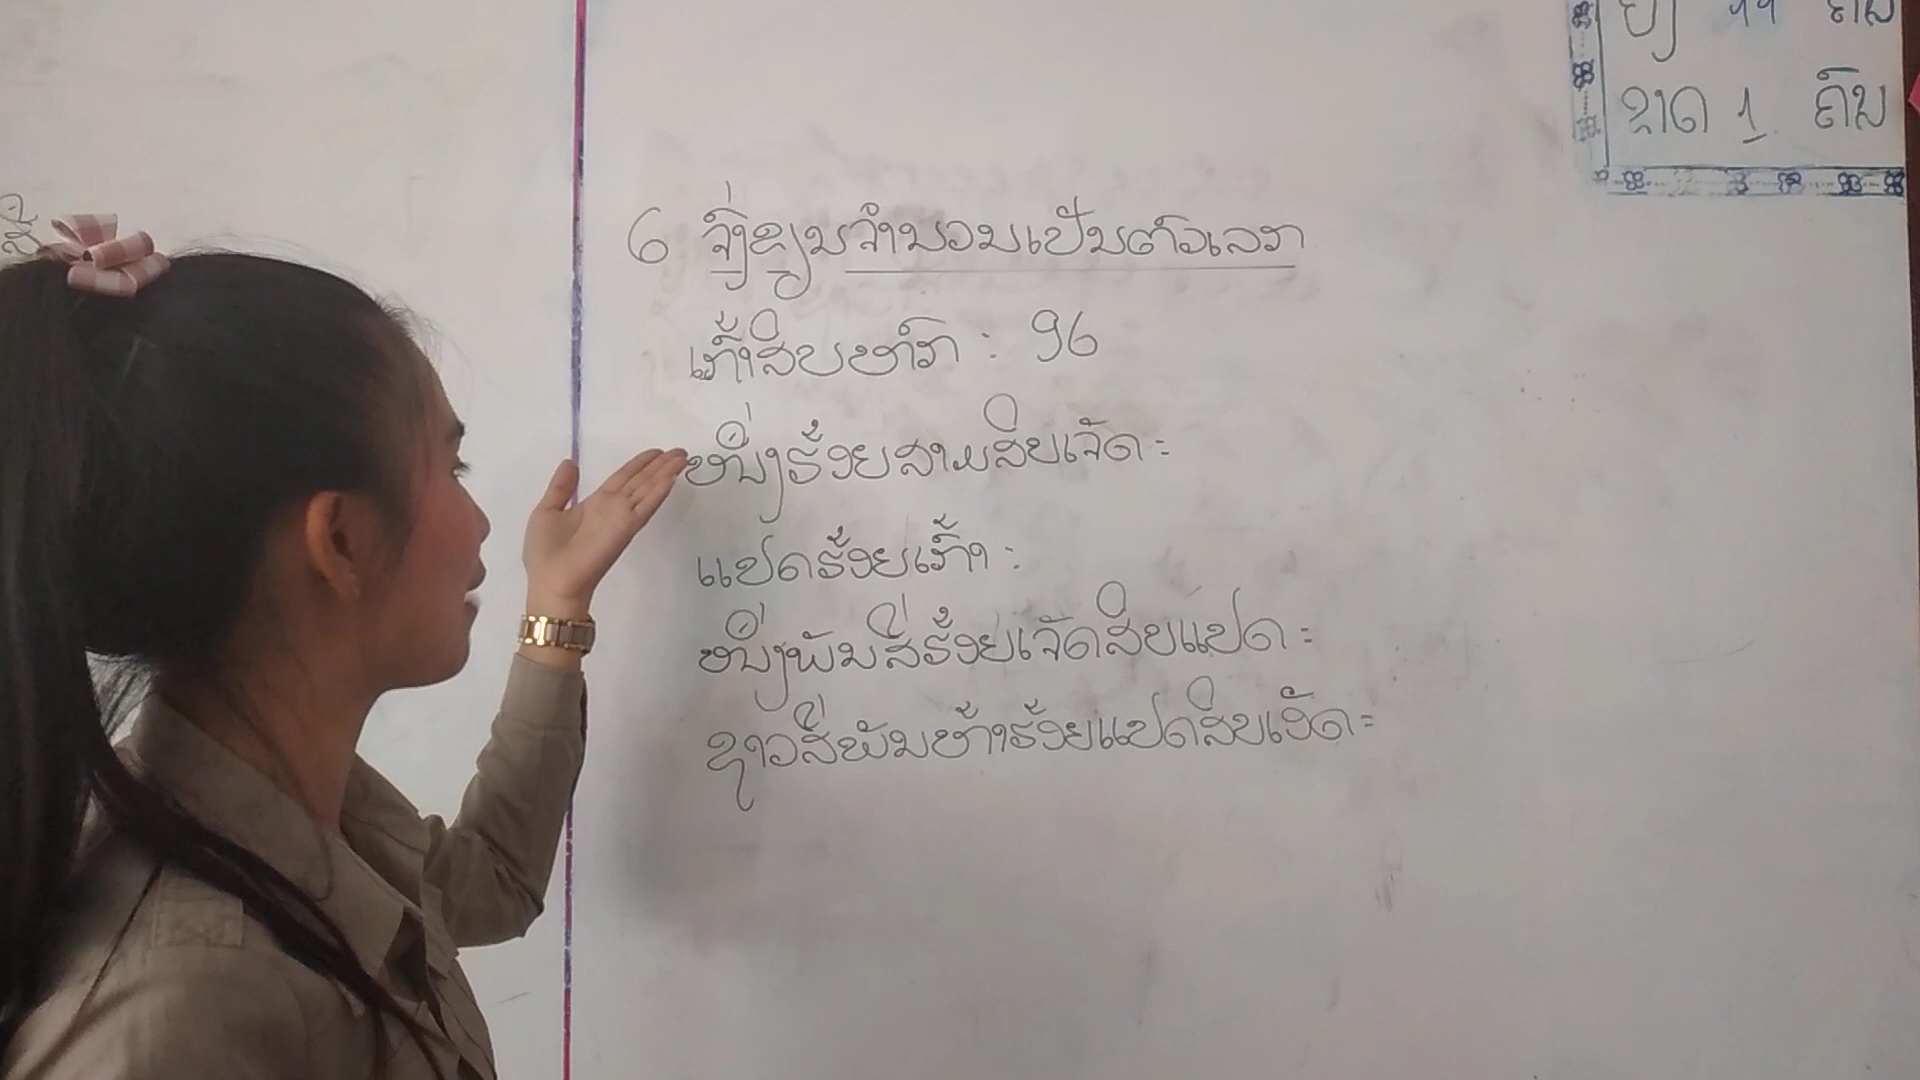 ຂາດ 1 ຄົນ
6 ຈົ່ງຂຽນຈຳນວນເປັນຕົວເລກ
ເກົ້າສິບຫົກ : 96
ໜຶ່ງຮ້ອຍສາມສິບເຈັດ :
ແປດຮ້ອຍເກົ້າ :
ໜຶ່ງພັນສີ່ຮ້ອຍເຈັດສິບແປດ :
ຊາວສີ່ພັນຫ້າຮ້ອຍແປດສິບເອັດ :